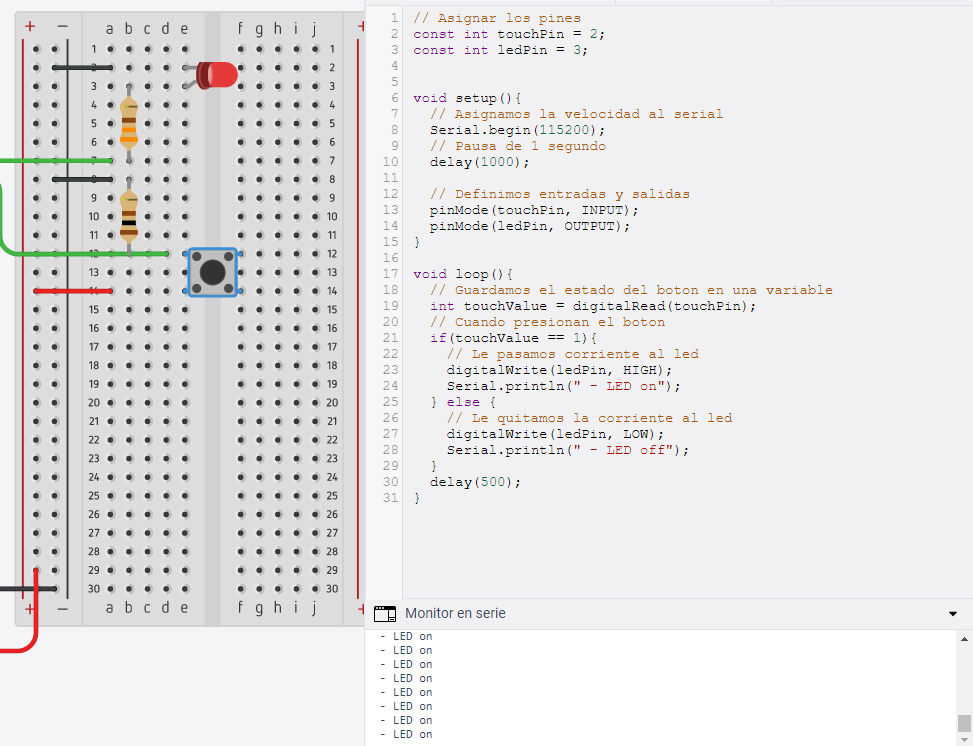 + − a b c d e f g h i j +
1 1
2 2
3 3
4 4
5 5
6 6
7 7
8 8
9 9
10 10
11 11
12 12
13 13
14 14
15 15
16 16
17 17
18 18
19 19
20 20
21 21
22 22
23 23
24 24
25 25
26 26
27 27
28 28
29 29
30 30
+ − a b c d e f g h i j +
1 // Asignar los pines
2 const int touchPin = 2;
3 const int ledPin = 3;
4
5
6 void setup(){
7 // Asignamos la velocidad al serial
8 Serial.begin(115200);
9 // Pausa de 1 segundo
10 delay(1000);
11
12 // Definimos entradas y salidas
13 pinMode(touchPin, INPUT);
14 pinMode(ledPin, OUTPUT);
15 }
16
17 void loop(){
18 // Guardamos el estado del boton en una variable
19 int touchValue = digitalRead(touchPin);
20 // Cuando presionan el boton
21 if(touchValue == 1){
22 // Le pasamos corriente al led
23 digitalWrite(ledPin, HIGH);
24 Serial.println(" - LED on");
25 } else {
26 // Le quitamos la corriente al led
27 digitalWrite(ledPin, LOW);
28 Serial.println(" - LED off");
29 }
30 delay(500);
31 }
Monitor en serie
- LED on
- LED on
- LED on
- LED on
- LED on
- LED on
- LED on
- LED on